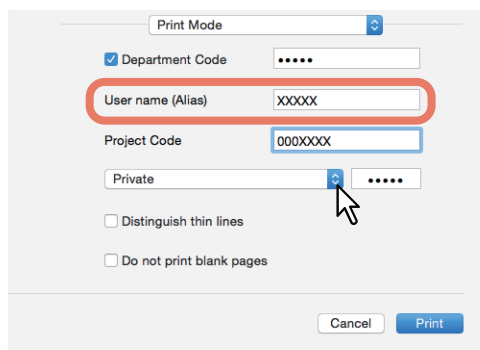 Print Mode
Department Code •••••
User name (Alias) XXXXX
Project Code 000XXXX
Private •••••
Distinguish thin lines
Do not print blank pages
Cancel Print